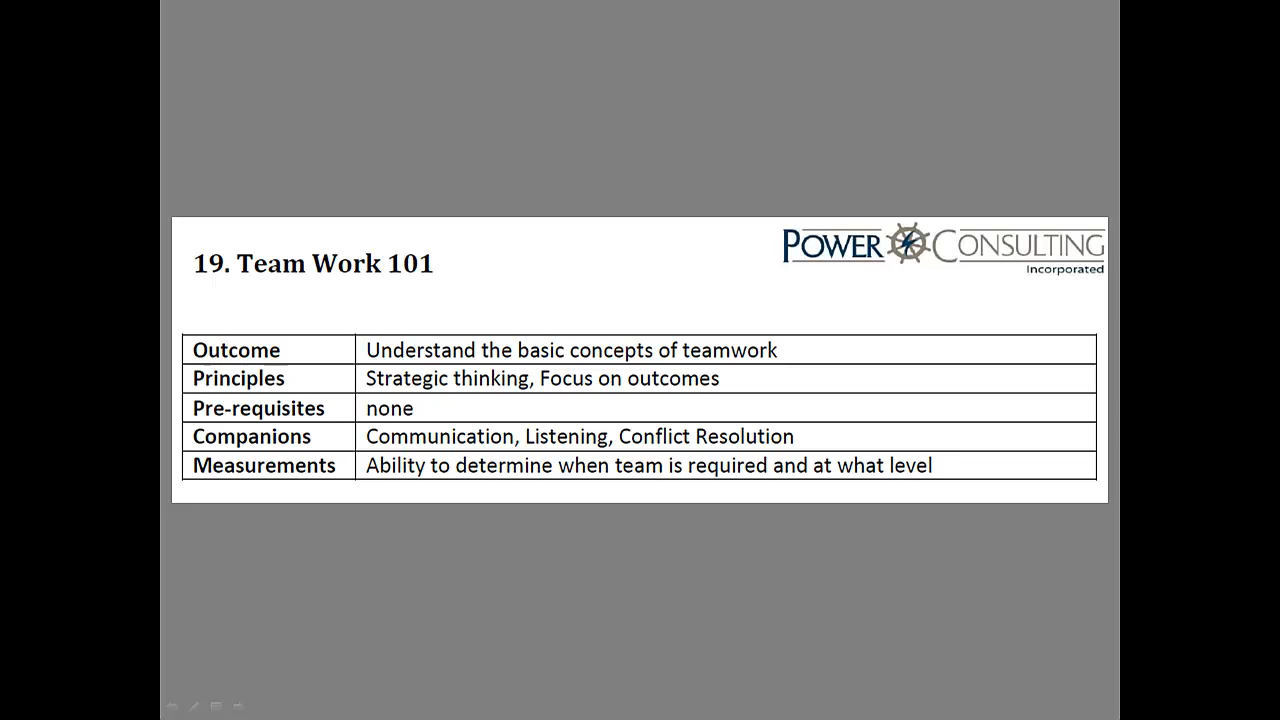 19. Team Work 101
POWER CONSULTING
Incorporated
Outcome Understand the basic concepts of teamwork
Principles Strategic thinking, Focus on outcomes
Pre-requisites none
Companions Communication, Listening, Conflict Resolution
Measurements Ability to determine when team is required and at what level